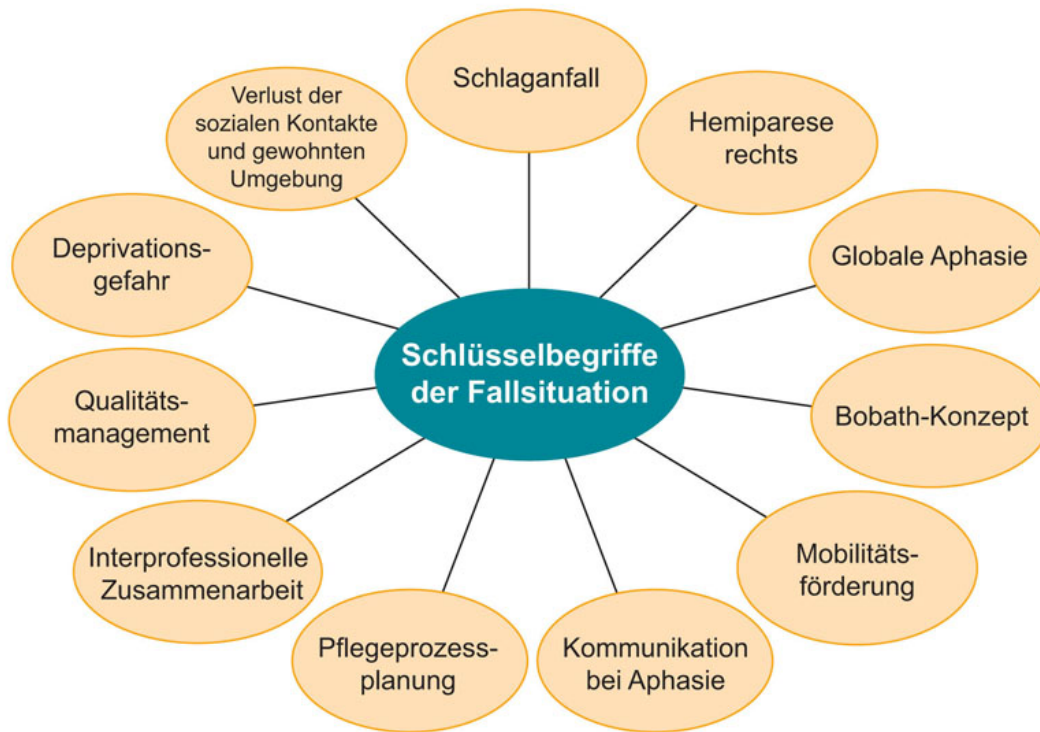 Schlaganfall
Hemiparese
rechts
Globale Aphasie
Bobath-Konzept
Mobilitäts-
förderung
Kommunikation
bei Aphasie
Pflegeprozess-
planung
Interprofessionelle
Zusammenarbeit
Qualitäts-
management
Deprivations-
gefahr
Verlust der
sozialen Kontakte
und gewohnten
Umgebung
Schlüsselbegriffe
der Fallsituation